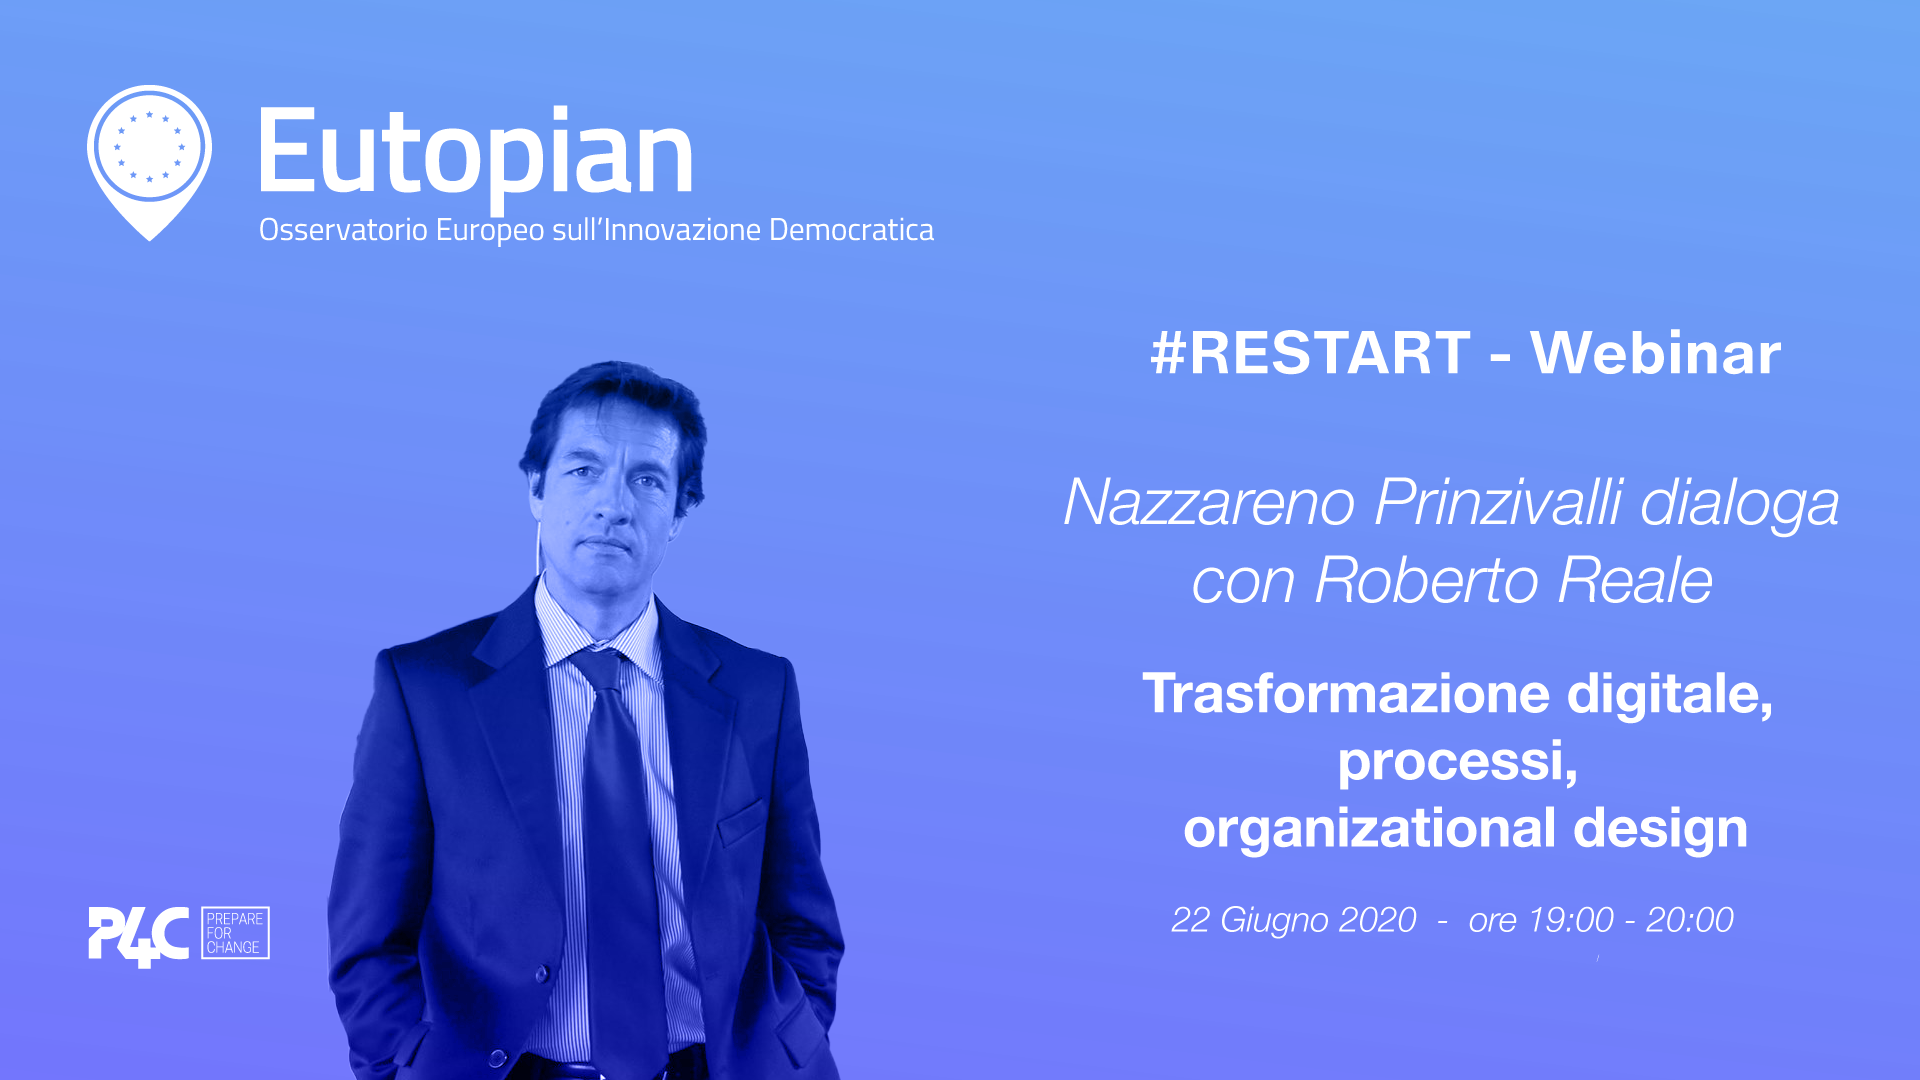 Eutopian
Osservatorio Europeo sull'Innovazione Democratica
#RESTART - Webinar
Nazzareno Prinzivalli dialoga
con Roberto Reale
Trasformazione digitale,
processi,
organizational design
22 Giugno 2020 - ore 19:00 - 20:00
/
P4C
PREPARE
FOR
CHANGE